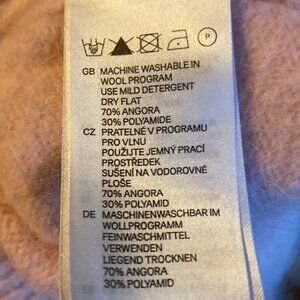 P
GB MACHINE WASHABLE IN
WOOL PROGRAM
USE MILD DETERGENT
DRY FLAT
70% ANGORA
30% POLYAMIDE
CZ PRATELNÉ V PROGRAMU
PRO VLNU
POUŽIJTE JEMNÝ PRACÍ
PROSTŘEDEK
SUŠENÍ NA VODOROVNÉ
PLOŠE
70% ANGORA
30% POLYAMID
DE MASCHINENWASCHBAR IM
WOLLPROGRAMM
FEINWASCHMITTEL
VERWENDEN
LIEGEND TROCKNEN
70% ANGORA
30% POLYAMID